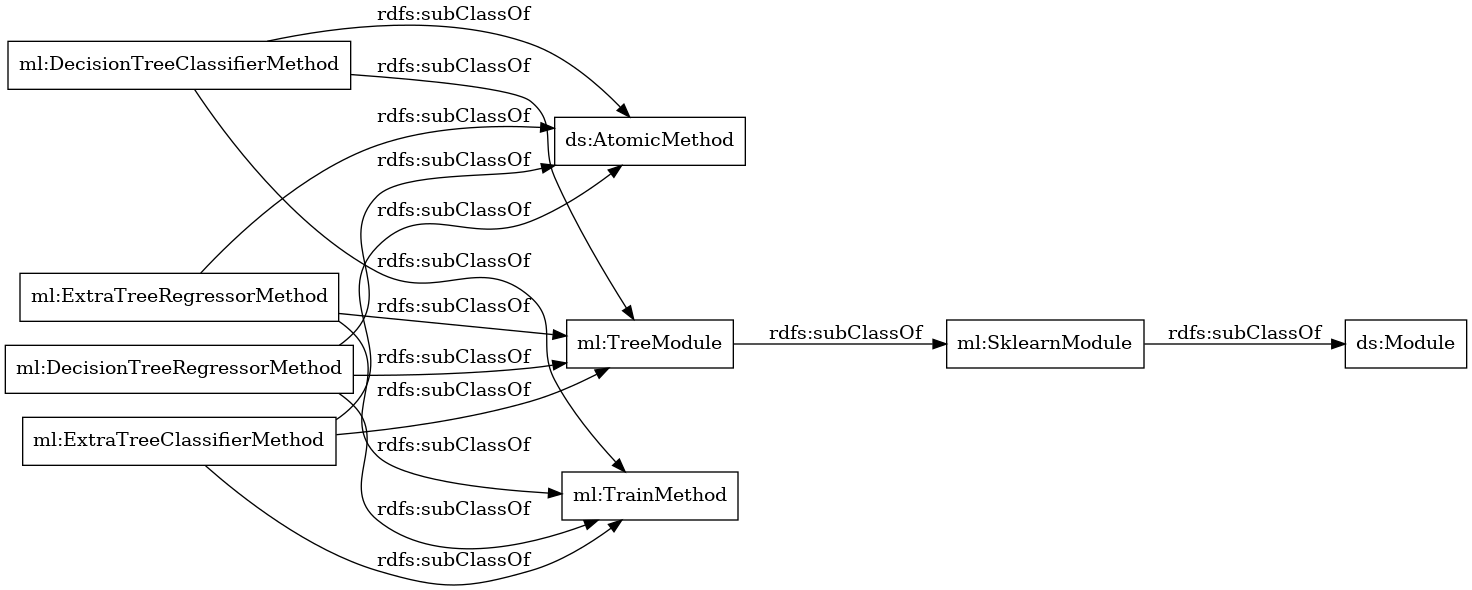 rdfs:subClassOf
ml:DecisionTreeClassifierMethod
rdfs:subClassOf
rdfs:subClassOf
ds:AtomicMethod
rdfs:subClassOf
rdfs:subClassOf
rdfs:subClassOf
ml:ExtraTreeRegressorMethod
rdfs:subClassOf
rdfs:subClassOf
rdfs:subClassOf
ml:TreeModule
ml:SklearnModule
ds:Module
rdfs:subClassOf
ml:DecisionTreeRegressorMethod
rdfs:subClassOf
ml:ExtraTreeClassifierMethod
rdfs:subClassOf
ml:TrainMethod
rdfs:subClassOf
rdfs:subClassOf